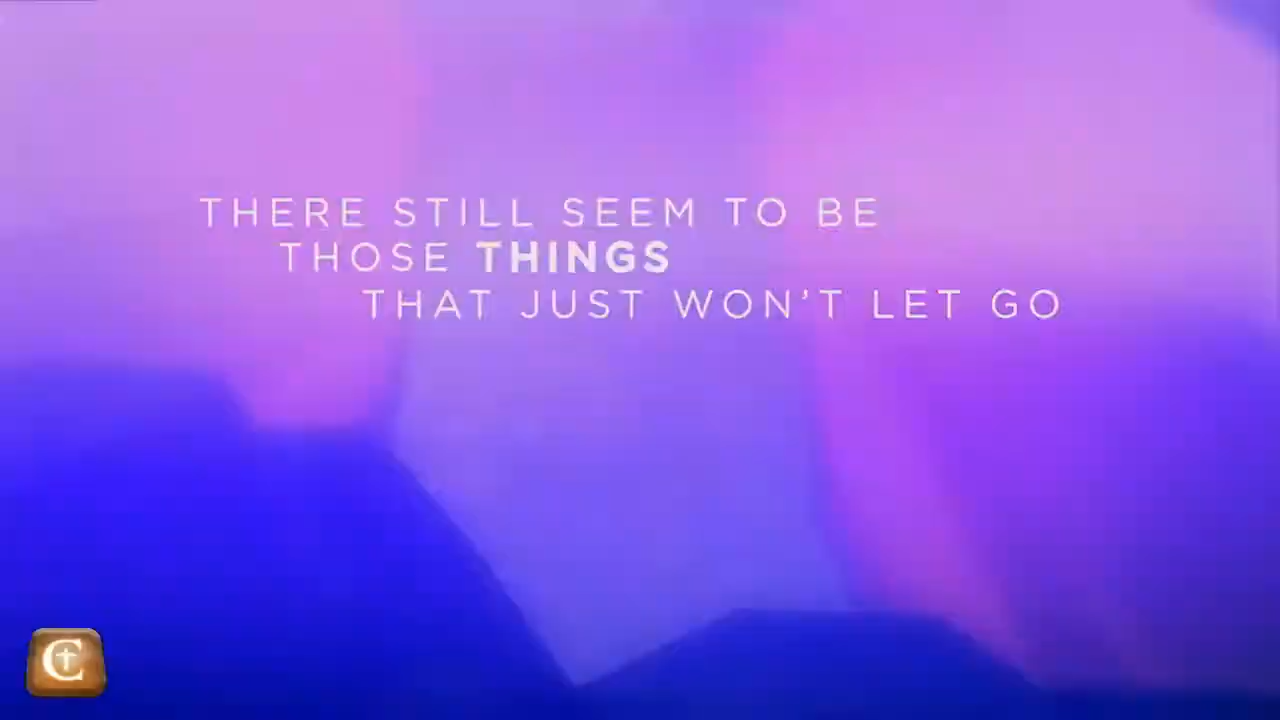 THERE STILL SEEM TO BE
THOSE THINGS
THAT JUST WON’T LET GO
C